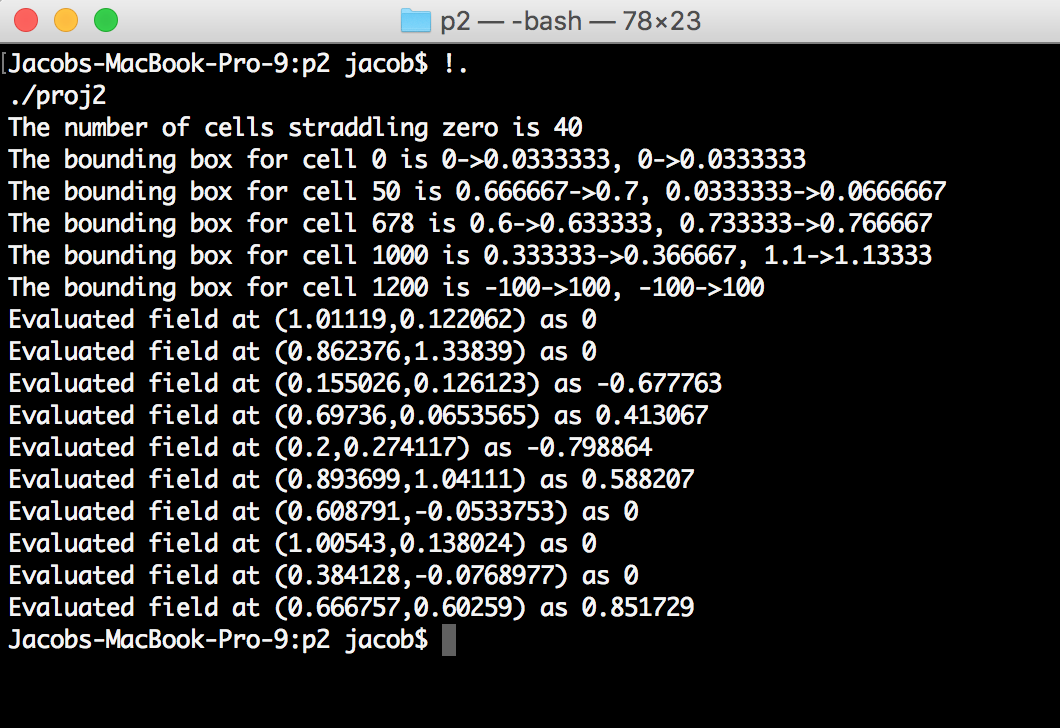 p2 — -bash — 78×23
Jacobs-MacBook-Pro-9:p2 jacob$ !.
./proj2
The number of cells straddling zero is 40
The bounding box for cell 0 is 0->0.0333333, 0->0.0333333
The bounding box for cell 50 is 0.666667->0.7, 0.0333333->0.0666667
The bounding box for cell 678 is 0.6->0.633333, 0.733333->0.766667
The bounding box for cell 1000 is 0.333333->0.366667, 1.1->1.13333
The bounding box for cell 1200 is -100->100, -100->100
Evaluated field at (1.01119,0.122062) as 0
Evaluated field at (0.862376,1.33839) as 0
Evaluated field at (0.155026,0.126123) as -0.677763
Evaluated field at (0.69736,0.0653565) as 0.413067
Evaluated field at (0.2,0.274117) as -0.798864
Evaluated field at (0.893699,1.04111) as 0.588207
Evaluated field at (0.608791,-0.0533753) as 0
Evaluated field at (1.00543,0.138024) as 0
Evaluated field at (0.384128,-0.0768977) as 0
Evaluated field at (0.666757,0.60259) as 0.851729
Jacobs-MacBook-Pro-9:p2 jacob$